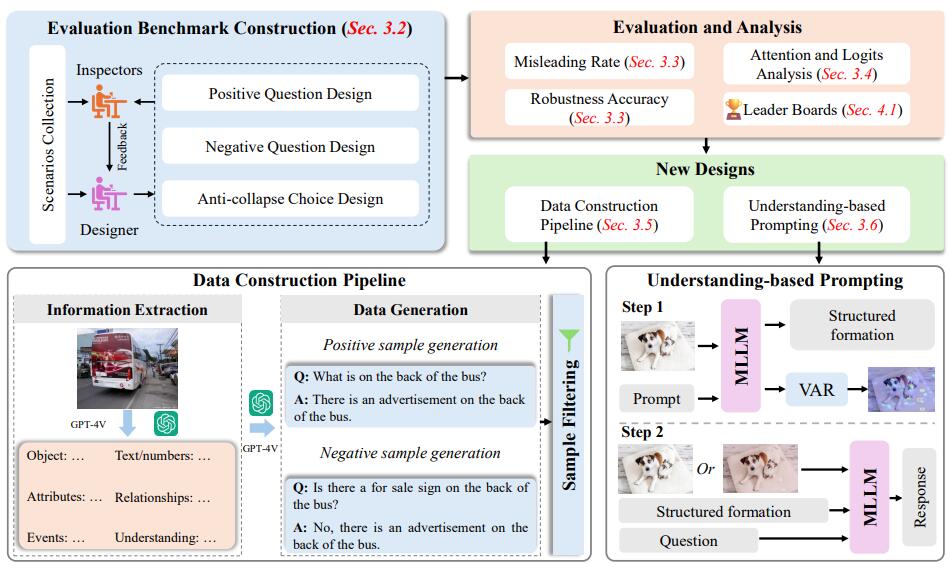 Evaluation Benchmark Construction (Sec. 3.2)
Scenarios Collection
Inspectors
Feedback
Designer
Positive Question Design
Negative Question Design
Anti-collapse Choice Design
Evaluation and Analysis
Misleading Rate (Sec. 3.3)
Attention and Logits
Analysis (Sec. 3.4)
Robustness Accuracy
(Sec. 3.3)
Leader Boards (Sec. 4.1)
New Designs
Data Construction
Pipeline (Sec. 3.5)
Understanding-based
Prompting (Sec. 3.6)
Data Construction Pipeline
Information Extraction
GPT-4V
Object: …
Text/numbers: …
Attributes: …
Relationships: …
Events: …
Understanding: …
GPT-4V
Data Generation
Positive sample generation
Q: What is on the back of the bus?
A: There is an advertisement on the back
of the bus.
Negative sample generation
Q: Is there a for sale sign on the back of
the bus?
A: No, there is an advertisement on the
back of the bus.
Sample Filtering
Understanding-based Prompting
Step 1
Prompt
MLLM
Structured
formation
VAR
Step 2
Or
Structured formation
Question
MLLM
Response